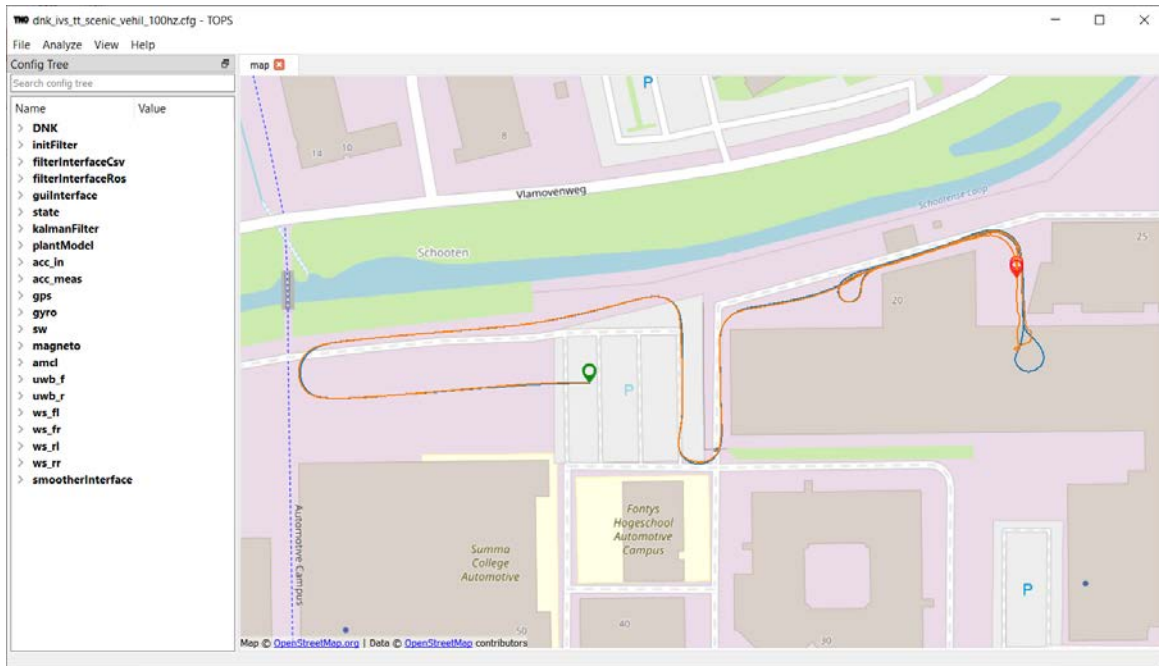 TNO dnk_ivs_tt_scenic_vehil_100hz.cfg - TOPS
File Analyze View Help
Config Tree
map
Search config tree
Name Value
DNK
initFilter
filterInterfaceCsv
filterInterfaceRos
guiInterface
state
kalmanFilter
plantModel
acc_in
acc_meas
gps
gyro
sw
magneto
amcl
uwb_f
uwb_r
ws_fl
ws_fr
ws_rl
ws_rr
smootherInterface
P
8
14
10
Vlamovenweg
Schootense Loop
Schooten
25
20
P
Automotive Campus
Fontys
Hogeschool
Automotive
Campus
Summa
College
Automotive
P
50
40
30
Map © OpenStreetMap.org | Data © OpenStreetMap contributors